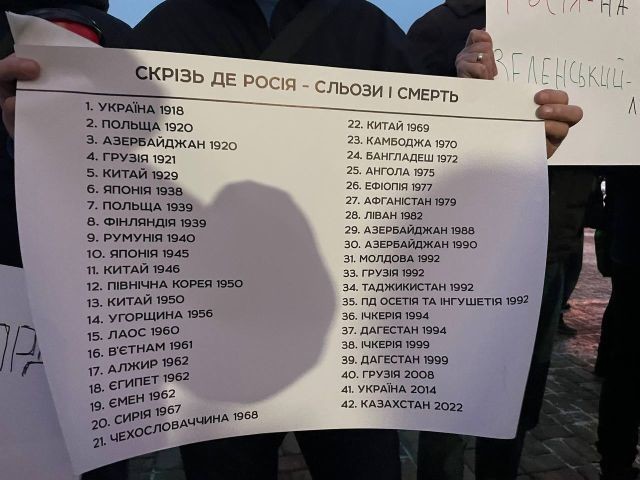 СКРІЗЬ ДЕ РОСІЯ - СЛЬОЗИ І СМЕРТЬ
1. УКРАЇНА 1918
2. ПОЛЬЩА 1920
3. АЗЕРБАЙДЖАН 1920
4. ГРУЗІЯ 1921
5. КИТАЙ 1929
6. ЯПОНІЯ 1938
7. ПОЛЬЩА 1939
8. ФІНЛЯНДІЯ 1939
9. РУМУНІЯ 1940
10. ЯПОНІЯ 1945
11. КИТАЙ 1946
12. ПІВНІЧНА КОРЕЯ 1950
13. КИТАЙ 1950
14. УГОРЩИНА 1956
15. ЛАОС 1960
16. В'ЄТНАМ 1961
17. АЛЖИР 1962
18. ЄГИПЕТ 1962
19. ЄМЕН 1962
20. СИРІЯ 1967
21. ЧЕХОСЛОВАЧЧИНА 1968
22. КИТАЙ 1969
23. КАМБОДЖА 1970
24. БАНГЛАДЕШ 1972
25. АНГОЛА 1975
26. ЕФІОПІЯ 1977
27. АФГАНІСТАН 1979
28. ЛІВАН 1982
29. АЗЕРБАЙДЖАН 1988
30. АЗЕРБАЙДЖАН 1990
31. МОЛДОВА 1992
33. ГРУЗІЯ 1992
34. ТАДЖИКИСТАН 1992
35. ПД ОСЕТІЯ ТА ІНГУШЕТІЯ 1992
36. ІЧКЕРІЯ 1994
37. ДАГЕСТАН 1994
38. ІЧКЕРІЯ 1999
39. ДАГЕСТАН 1999
40. ГРУЗІЯ 2008
41. УКРАЇНА 2014
42. КАЗАХСТАН 2022
РОСІЯ-НА
ЗЕЛЕНСЬКИЙ-